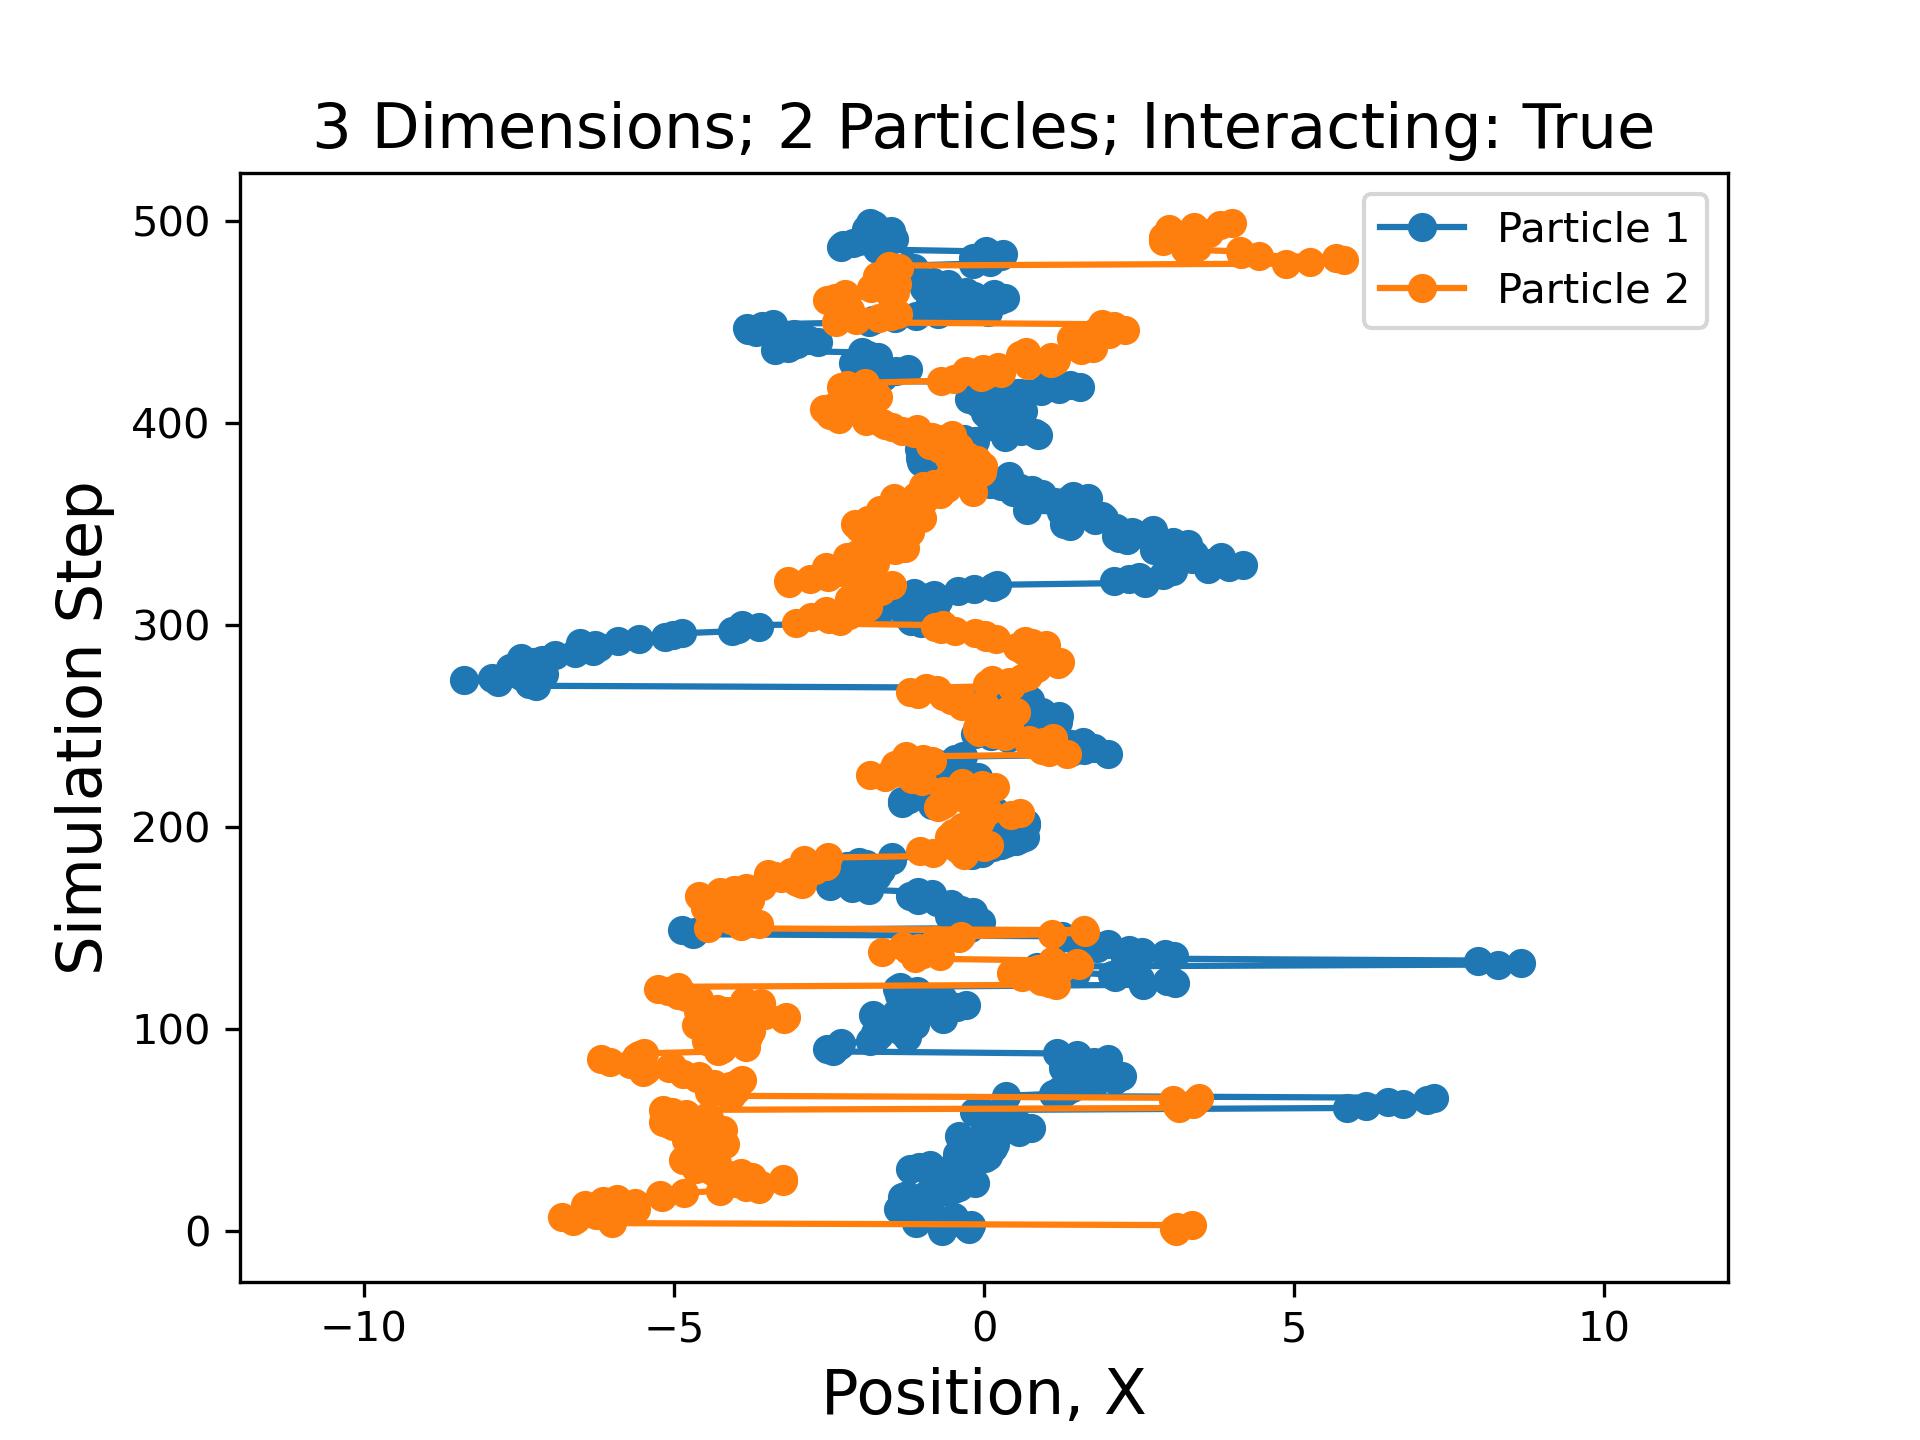 3 Dimensions; 2 Particles; Interacting: True
Particle 1
Particle 2
500
400
300
200
100
0
Simulation Step
−10
−5
0
5
10
Position, X